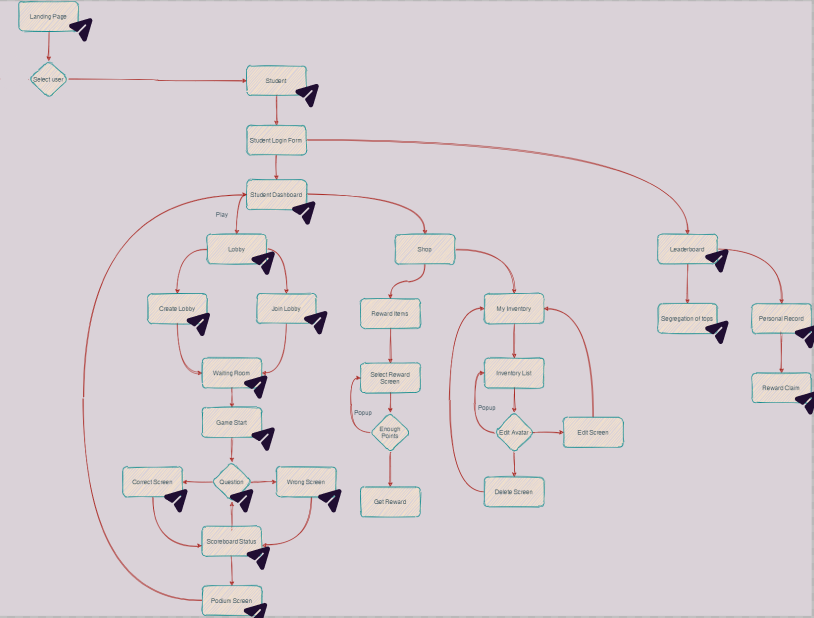 Landing Page
Select user
Student
Student Login Form
Student Dashboard
Play
Lobby
Shop
Leaderboard
Create Lobby
Join Lobby
Reward Items
My Inventory
Segregation of tops
Personal Record
Waiting Room
Select Reward
Screen
Inventory List
Reward Claim
Popup
Popup
Game Start
Enough
Points
Edit Avatar
Edit Screen
Correct Screen
Question
Wrong Screen
Get Reward
Delete Screen
Scoreboard Status
Podium Screen